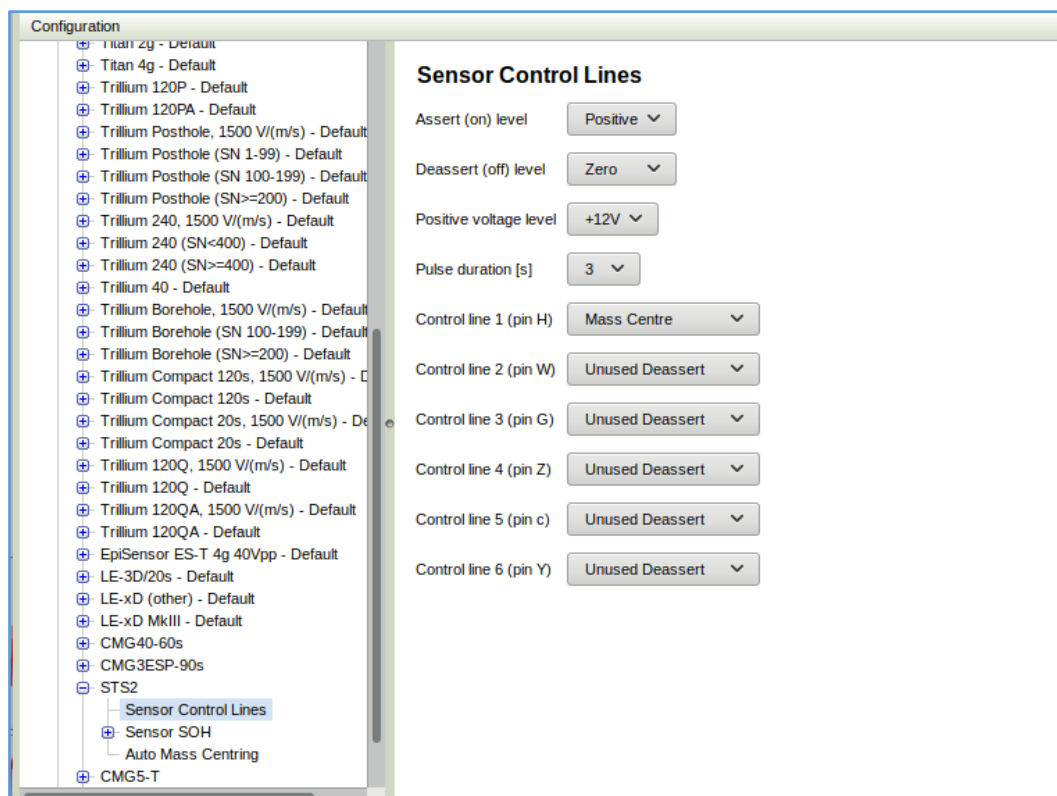 Configuration
Titan 2g - Default
Titan 4g - Default
Trillium 120P - Default
Trillium 120PA - Default
Trillium Posthole, 1500 V/(m/s) - Default
Trillium Posthole (SN 1-99) - Default
Trillium Posthole (SN 100-199) - Default
Trillium Posthole (SN>=200) - Default
Trillium 240, 1500 V/(m/s) - Default
Trillium 240 (SN<400) - Default
Trillium 240 (SN>=400) - Default
Trillium 40 - Default
Trillium Borehole, 1500 V/(m/s) - Default
Trillium Borehole (SN 100-199) - Default
Trillium Borehole (SN>=200) - Default
Trillium Compact 120s, 1500 V/(m/s) - D
Trillium Compact 120s - Default
Trillium Compact 20s, 1500 V/(m/s) - De
Trillium Compact 20s - Default
Trillium 120Q, 1500 V/(m/s) - Default
Trillium 120Q - Default
Trillium 120QA, 1500 V/(m/s) - Default
Trillium 120QA - Default
EpiSensor ES-T 4g 40Vpp - Default
LE-3D/20s - Default
LE-xD (other) - Default
LE-xD MkIII - Default
CMG40-60s
CMG3ESP-90s
STS2
Sensor Control Lines
Sensor SOH
Auto Mass Centring
CMG5-T
Sensor Control Lines
Assert (on) level Positive
Deassert (off) level Zero
Positive voltage level +12V
Pulse duration [s] 3
Control line 1 (pin H) Mass Centre
Control line 2 (pin W) Unused Deassert
Control line 3 (pin G) Unused Deassert
Control line 4 (pin Z) Unused Deassert
Control line 5 (pin c) Unused Deassert
Control line 6 (pin Y) Unused Deassert